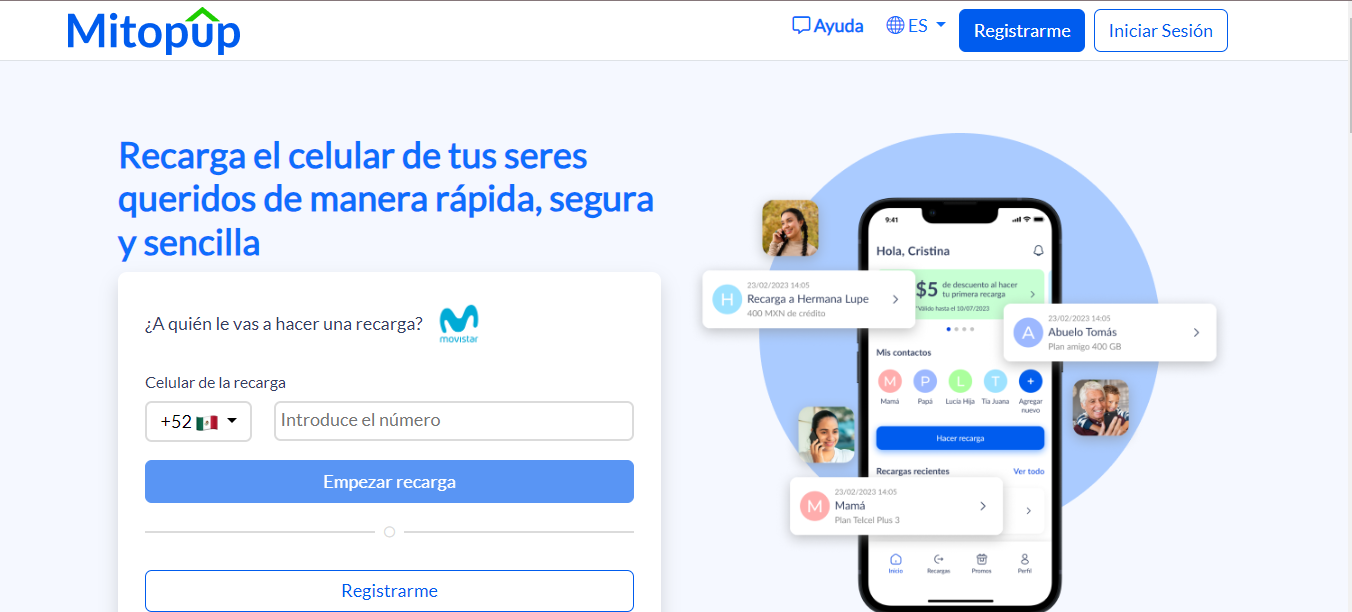 Mitopup
Ayuda
ES
Registrarme
Iniciar Sesión
Recarga el celular de tus seres
queridos de manera rápida, segura
y sencilla
¿A quién le vas a hacer una recarga?
movistar
Celular de la recarga
+52
Introduce el número
Empezar recarga
Registrarme
9:41
Hola, Cristina
$5
de descuento al hacer
tu primera recarga
*Válido hasta el 10/07/2023
H
23/02/2023 14:05
Recarga a Hermana Lupe
400 MXN de crédito
A
23/02/2023 14:05
Abuelo Tomás
Plan amigo 400 GB
Mis contactos
M
P
L
T
+
Mamá
Papá
Lucía Hija
Tía Juana
Agregar
nuevo
Hacer recarga
Recargas recientes
Ver todo
M
23/02/2023 14:05
Mamá
Plan Telcel Plus 3
Inicio
Recargas
Promos
Perfil